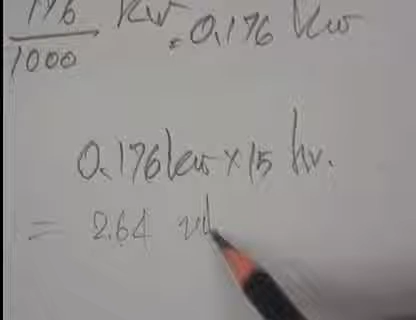 176 kw
1000 = 0.176 kw
0.176 kw × 15 hr.
= 2.64